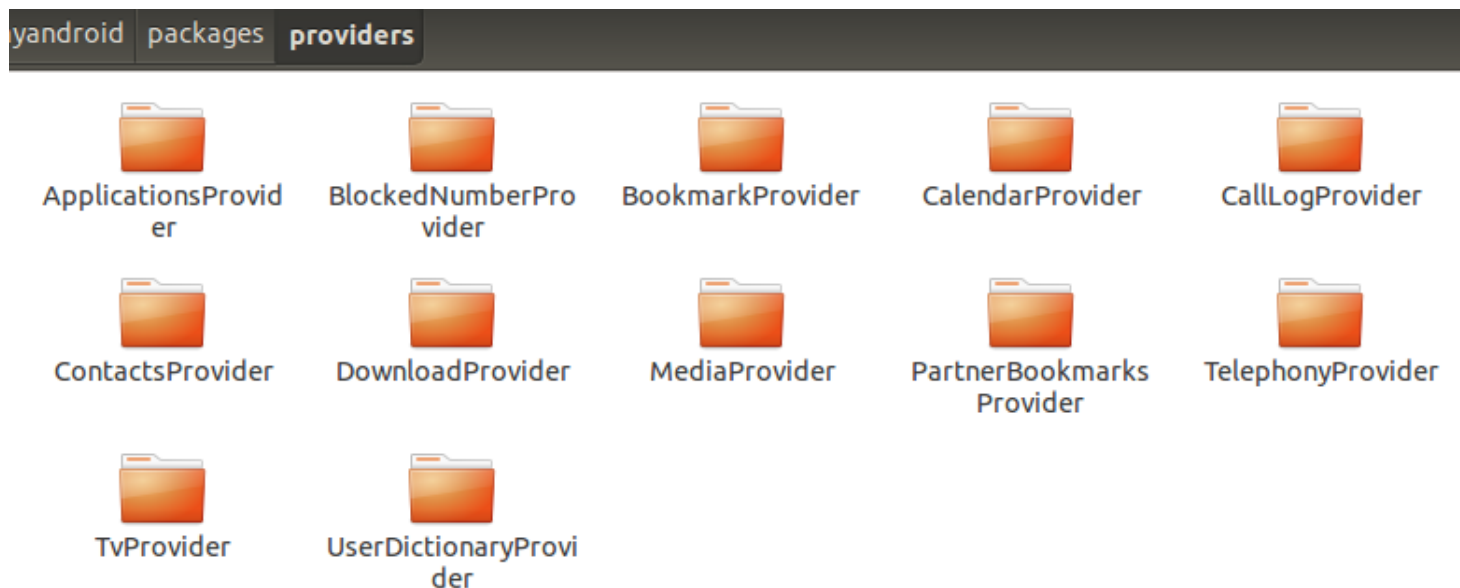 yandroid packages providers
ApplicationsProvid
er
BlockedNumberPro
vider
BookmarkProvider
CalendarProvider
CallLogProvider
ContactsProvider
DownloadProvider
MediaProvider
PartnerBookmarks
Provider
TelephonyProvider
TvProvider
UserDictionaryProvi
der